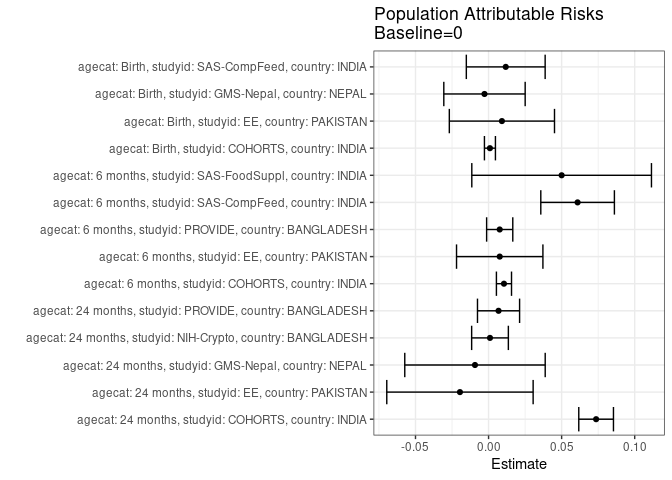 Population Attributable Risks
Baseline=0
agecat: Birth, studyid: SAS-CompFeed, country: INDIA
agecat: Birth, studyid: GMS-Nepal, country: NEPAL
agecat: Birth, studyid: EE, country: PAKISTAN
agecat: Birth, studyid: COHORTS, country: INDIA
agecat: 6 months, studyid: SAS-FoodSuppl, country: INDIA
agecat: 6 months, studyid: SAS-CompFeed, country: INDIA
agecat: 6 months, studyid: PROVIDE, country: BANGLADESH
agecat: 6 months, studyid: EE, country: PAKISTAN
agecat: 6 months, studyid: COHORTS, country: INDIA
agecat: 24 months, studyid: PROVIDE, country: BANGLADESH
agecat: 24 months, studyid: NIH-Crypto, country: BANGLADESH
agecat: 24 months, studyid: GMS-Nepal, country: NEPAL
agecat: 24 months, studyid: EE, country: PAKISTAN
agecat: 24 months, studyid: COHORTS, country: INDIA
-0.05 0.00 0.05 0.10
Estimate